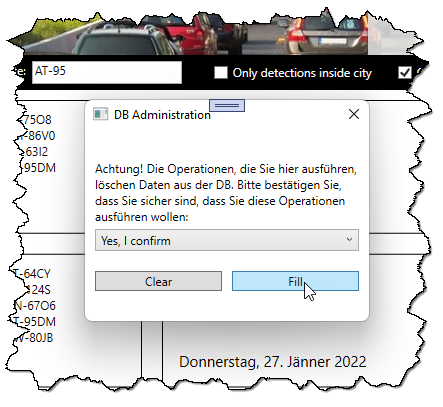 AT-95
Only detections inside city
75O8
-86V0
63I2
95DM
DB Administration
Achtung! Die Operationen, die Sie hier ausführen,
löschen Daten aus der DB. Bitte bestätigen Sie,
dass Sie sicher sind, dass Sie diese Operationen
ausführen wollen:
Yes, I confirm
Clear
Fill
-64CY
124S
N-67O6
T-95DM
-80JB
Donnerstag, 27. Jänner 2022